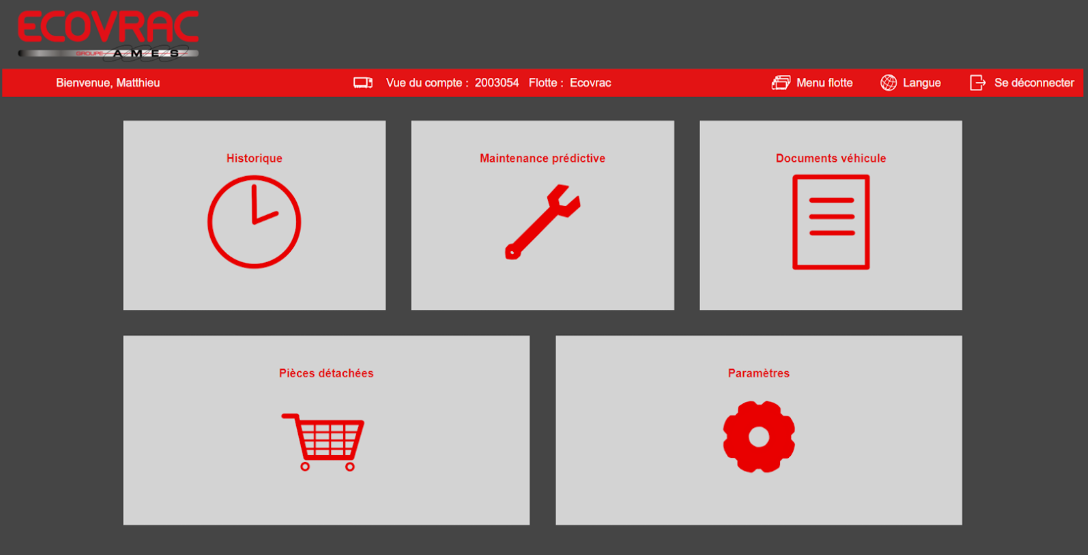 ECOVRAC
GROUPE AMES
Bienvenue, Matthieu
Vue du compte : 2003054 Flotte : Ecovrac
Menu flotte
Langue
Se déconnecter
Historique
Maintenance prédictive
Documents véhicule
Pièces détachées
Paramètres